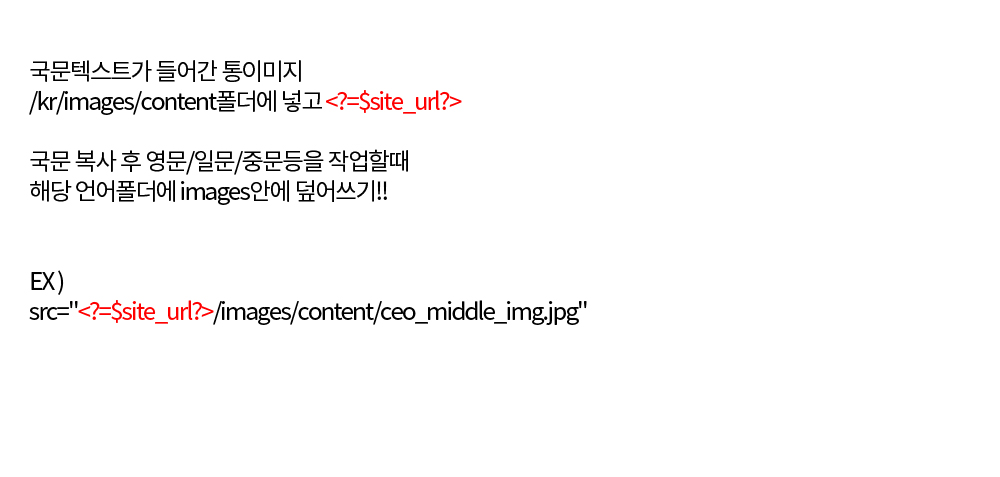 국문텍스트가 들어간 통이미지
/kr/images/content폴더에 넣고 <?=$site_url?>
국문 복사 후 영문/일문/중문등을 작업할때
해당 언어폴더에 images안에 덮어쓰기!!
EX)
src="<?=$site_url?>/images/content/ceo_middle_img.jpg"